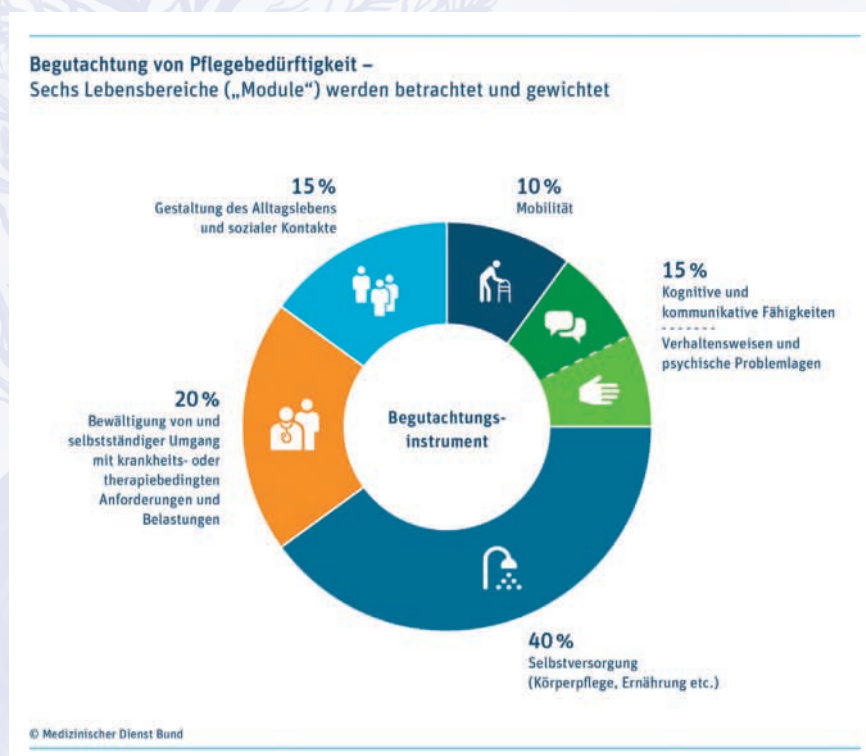 Begutachtung von Pflegebedürftigkeit –
Sechs Lebensbereiche („Module“) werden betrachtet und gewichtet
15 %
Gestaltung des Alltagslebens
und sozialer Kontakte
10 %
Mobilität
15 %
Kognitive und
kommunikative Fähigkeiten
Verhaltensweisen und
psychische Problemlagen
20 %
Bewältigung von und
selbstständiger Umgang
mit krankheits- oder
therapiebedingten
Anforderungen und
Belastungen
Begutachtungs-
instrument
40 %
Selbstversorgung
(Körperpflege, Ernährung etc.)
© Medizinischer Dienst Bund